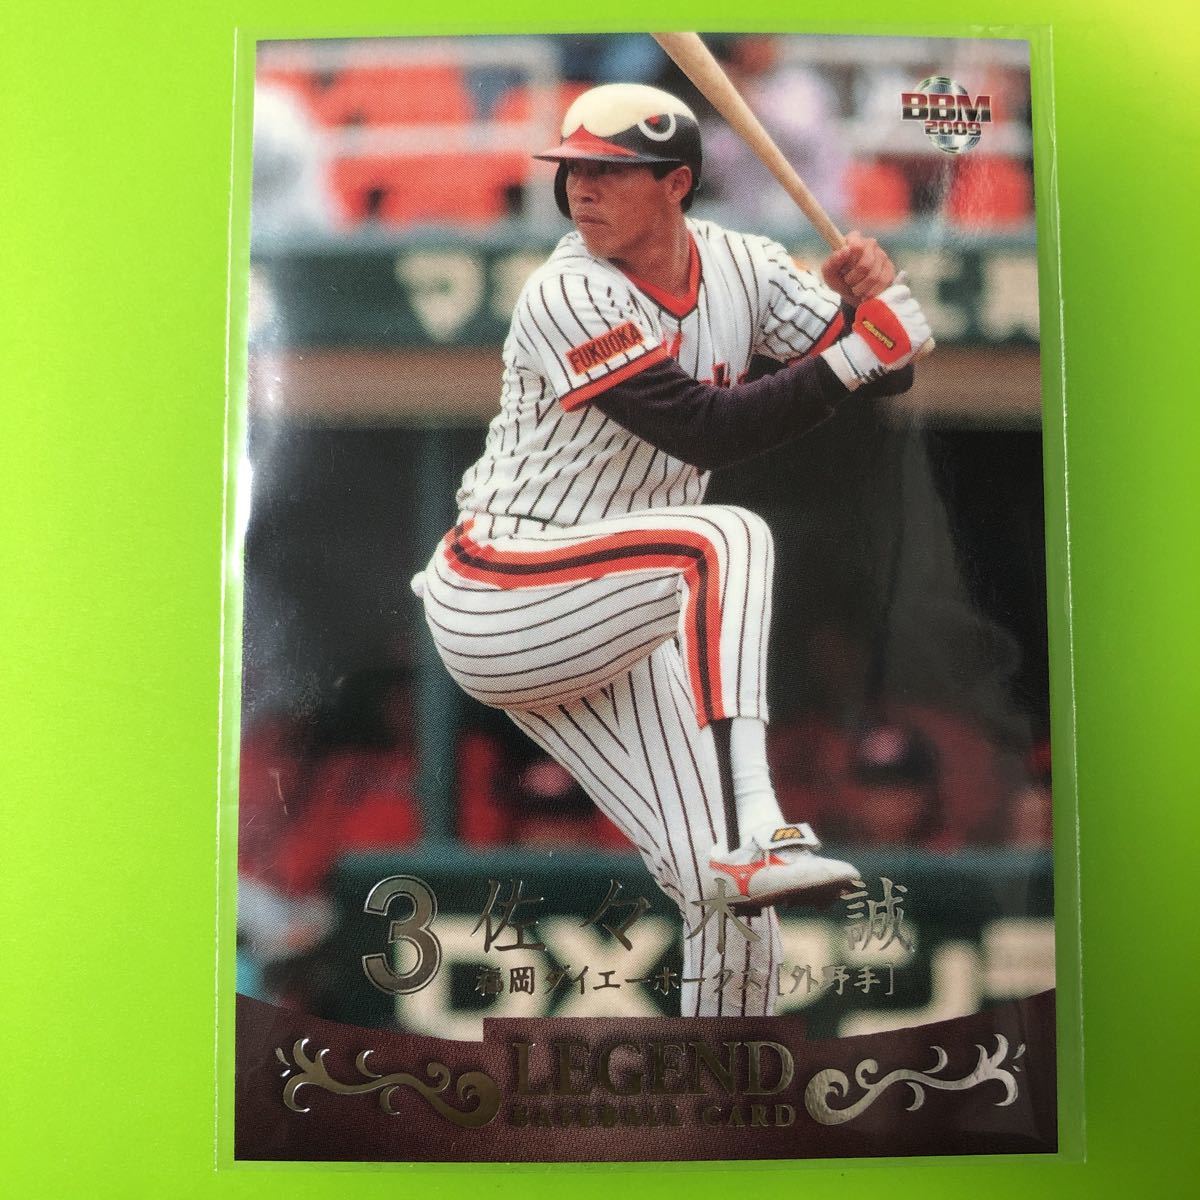 BBM
2009
FUKUOKA
3 佐々木 誠
福岡ダイエーホークス [外野手]
LEGEND
BASEBALL CARD